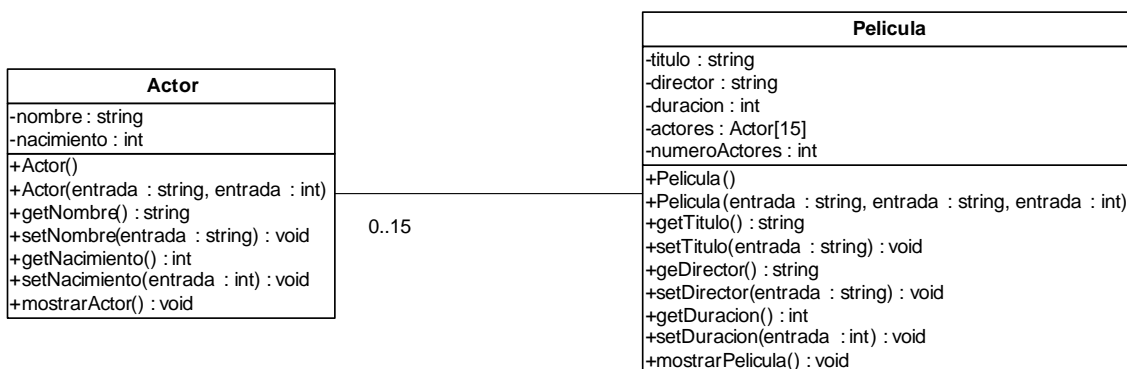 Actor
-nombre : string
-nacimiento : int
+Actor()
+Actor(entrada : string, entrada : int)
+getNombre() : string
+setNombre(entrada : string) : void
+getNacimiento() : int
+setNacimiento(entrada : int) : void
+mostrarActor() : void
0..15
Pelicula
-titulo : string
-director : string
-duracion : int
-actores : Actor[15]
-numeroActores : int
+Pelicula()
+Pelicula(entrada : string, entrada : string, entrada : int)
+getTitulo() : string
+setTitulo(entrada : string) : void
+geDirector() : string
+setDirector(entrada : string) : void
+getDuracion() : int
+setDuracion(entrada : int) : void
+mostrarPelicula() : void